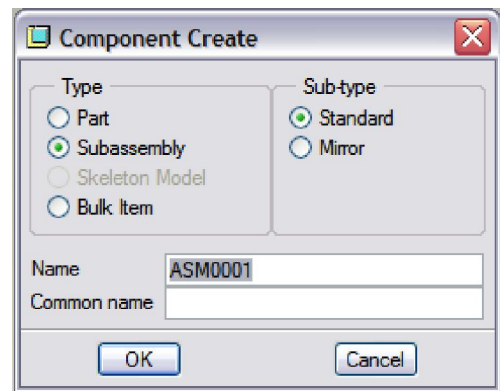 Component Create
Type
Part
Subassembly
Skeleton Model
Bulk Item
Sub-type
Standard
Mirror
Name ASM0001
Common name
OK Cancel